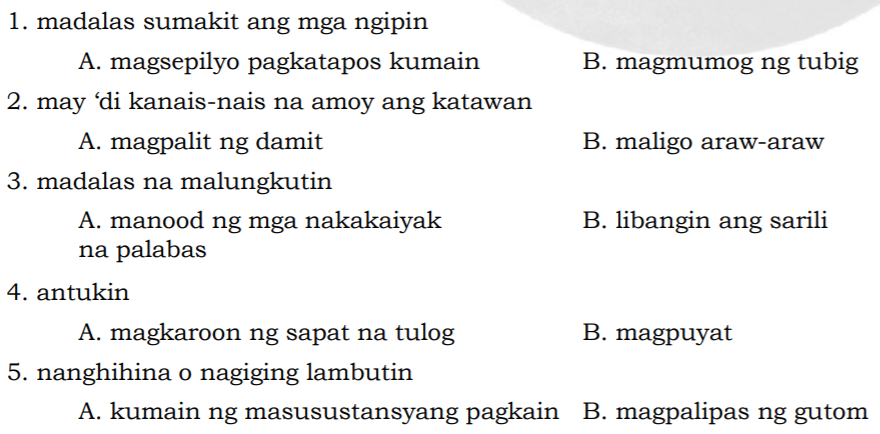 1. madalas sumakit ang mga ngipin
A. magsepilyo pagkatapos kumain B. magmumog ng tubig
2. may ‘di kanais-nais na amoy ang katawan
A. magpalit ng damit B. maligo araw-araw
3. madalas na malungkutin
A. manood ng mga nakakaiyak B. libangin ang sarili
na palabas
4. antukin
A. magkaroon ng sapat na tulog B. magpuyat
5. nanghihina o nagiging lambutin
A. kumain ng masusustansyang pagkain B. magpalipas ng gutom